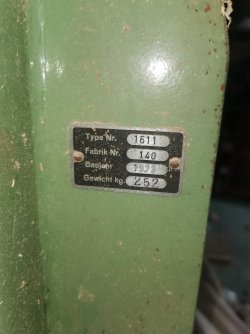 Type Nr. 1611
Fabrik Nr. 140
Baujahr
Gewicht kg. 252